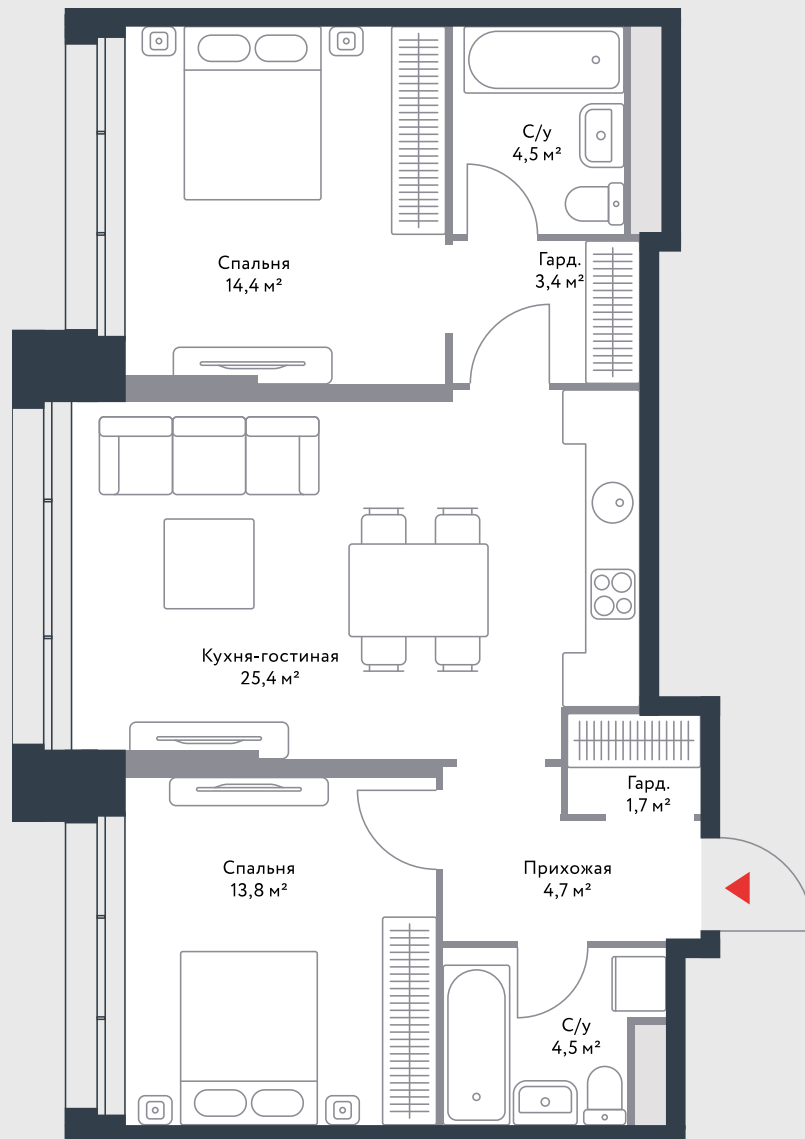 С/у
4,5 м²
Спальня
14,4 м²
Гард.
3,4 м²
Кухня-гостиная
25,4 м²
Гард.
1,7 м²
Спальня
13,8 м²
Прихожая
4,7 м²
С/у
4,5 м²